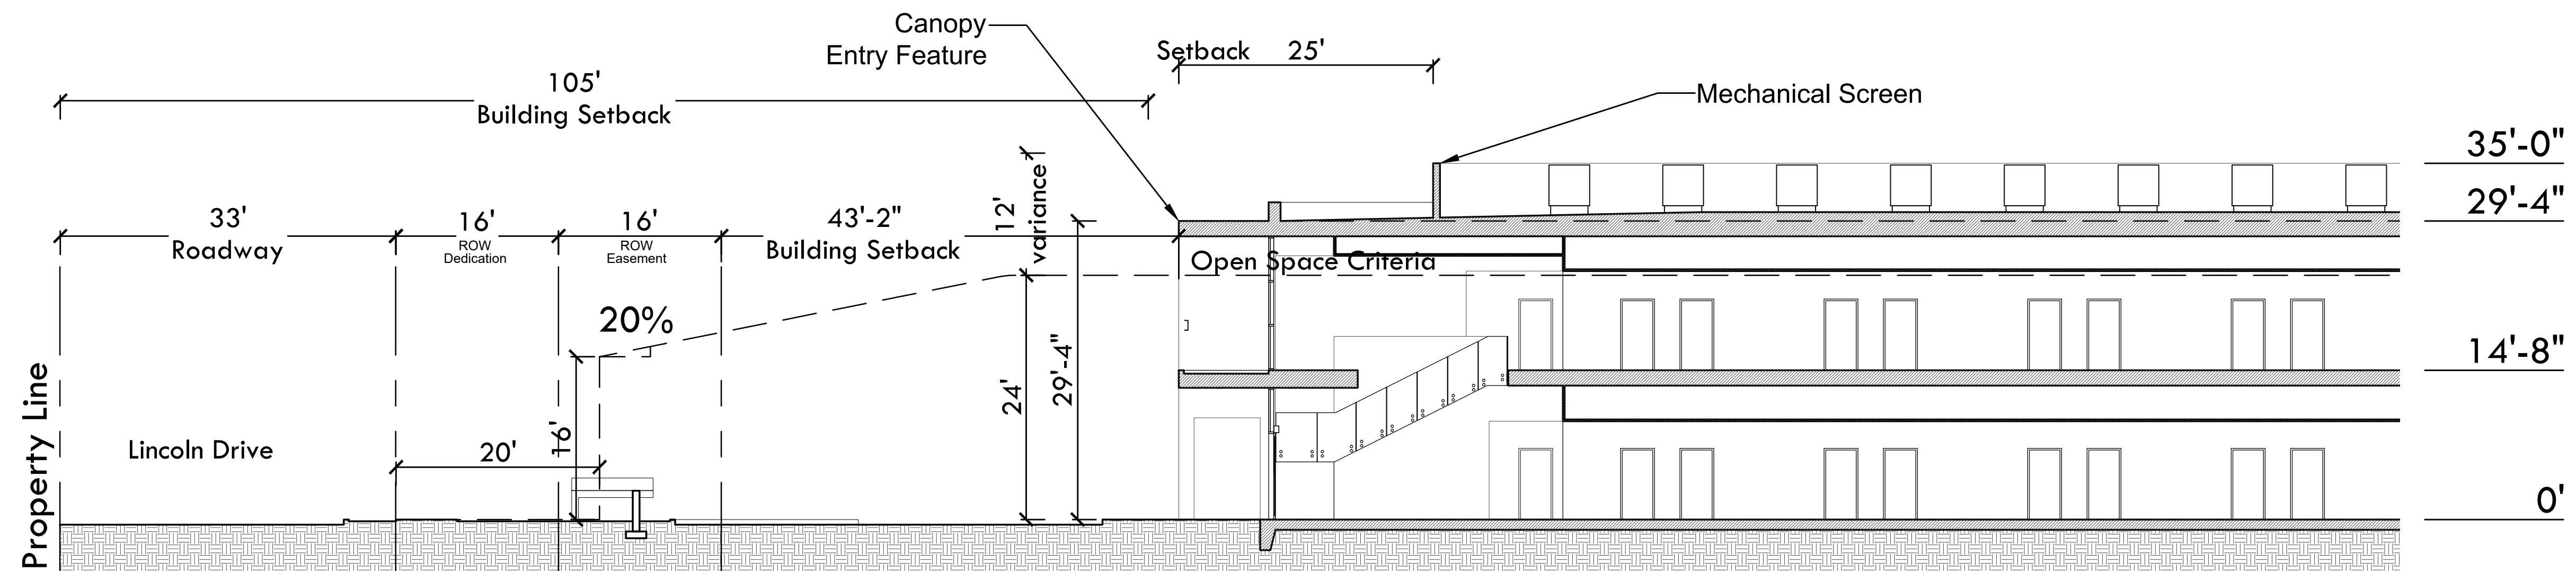 Canopy
Entry Feature
Setback 25'
105'
Building Setback
Mechanical Screen
35'-0"
29'-4"
33'
Roadway
16'
ROW
Dedication
16'
ROW
Easement
43'-2"
Building Setback
12'
variance
Open Space Criteria
20%
14'-8"
24'
29'-4"
16'
20'
Lincoln Drive
Property Line
0'